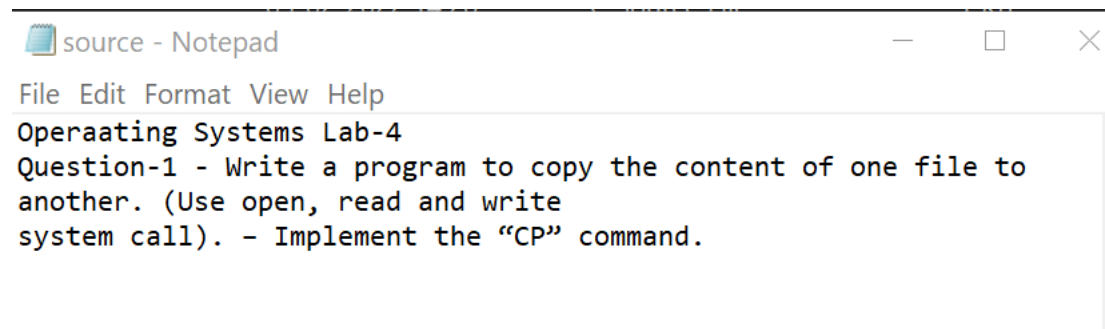 source - Notepad
File Edit Format View Help
Operaating Systems Lab-4
Question-1 - Write a program to copy the content of one file to
another. (Use open, read and write
system call). – Implement the “CP” command.